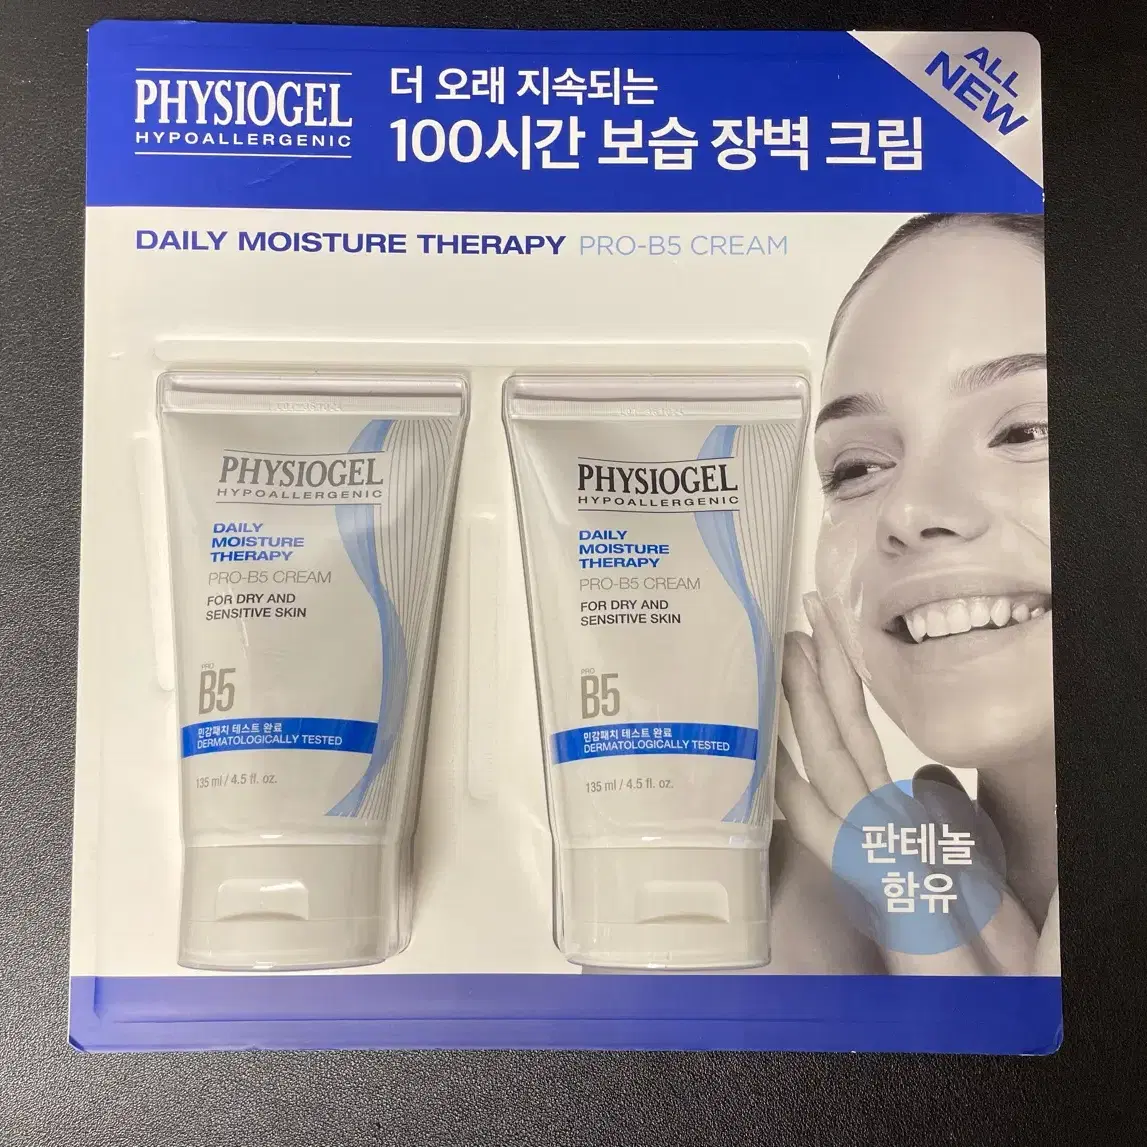 PHYSIOGEL
HYPOALLERGENIC
더 오래 지속되는
100시간 보습 장벽 크림
ALL
NEW
DAILY MOISTURE THERAPY PRO-B5 CREAM
PHYSIOGEL
HYPOALLERGENIC
DAILY
MOISTURE
THERAPY
PRO-B5 CREAM
FOR DRY AND
SENSITIVE SKIN
PRO
B5
민감패치 테스트 완료
DERMATOLOGICALLY TESTED
135 ml / 4.5 fl. oz.
PHYSIOGEL
HYPOALLERGENIC
DAILY
MOISTURE
THERAPY
PRO-B5 CREAM
FOR DRY AND
SENSITIVE SKIN
PRO
B5
민감패치 테스트 완료
DERMATOLOGICALLY TESTED
135 ml / 4.5 fl. oz.
판테놀
함유